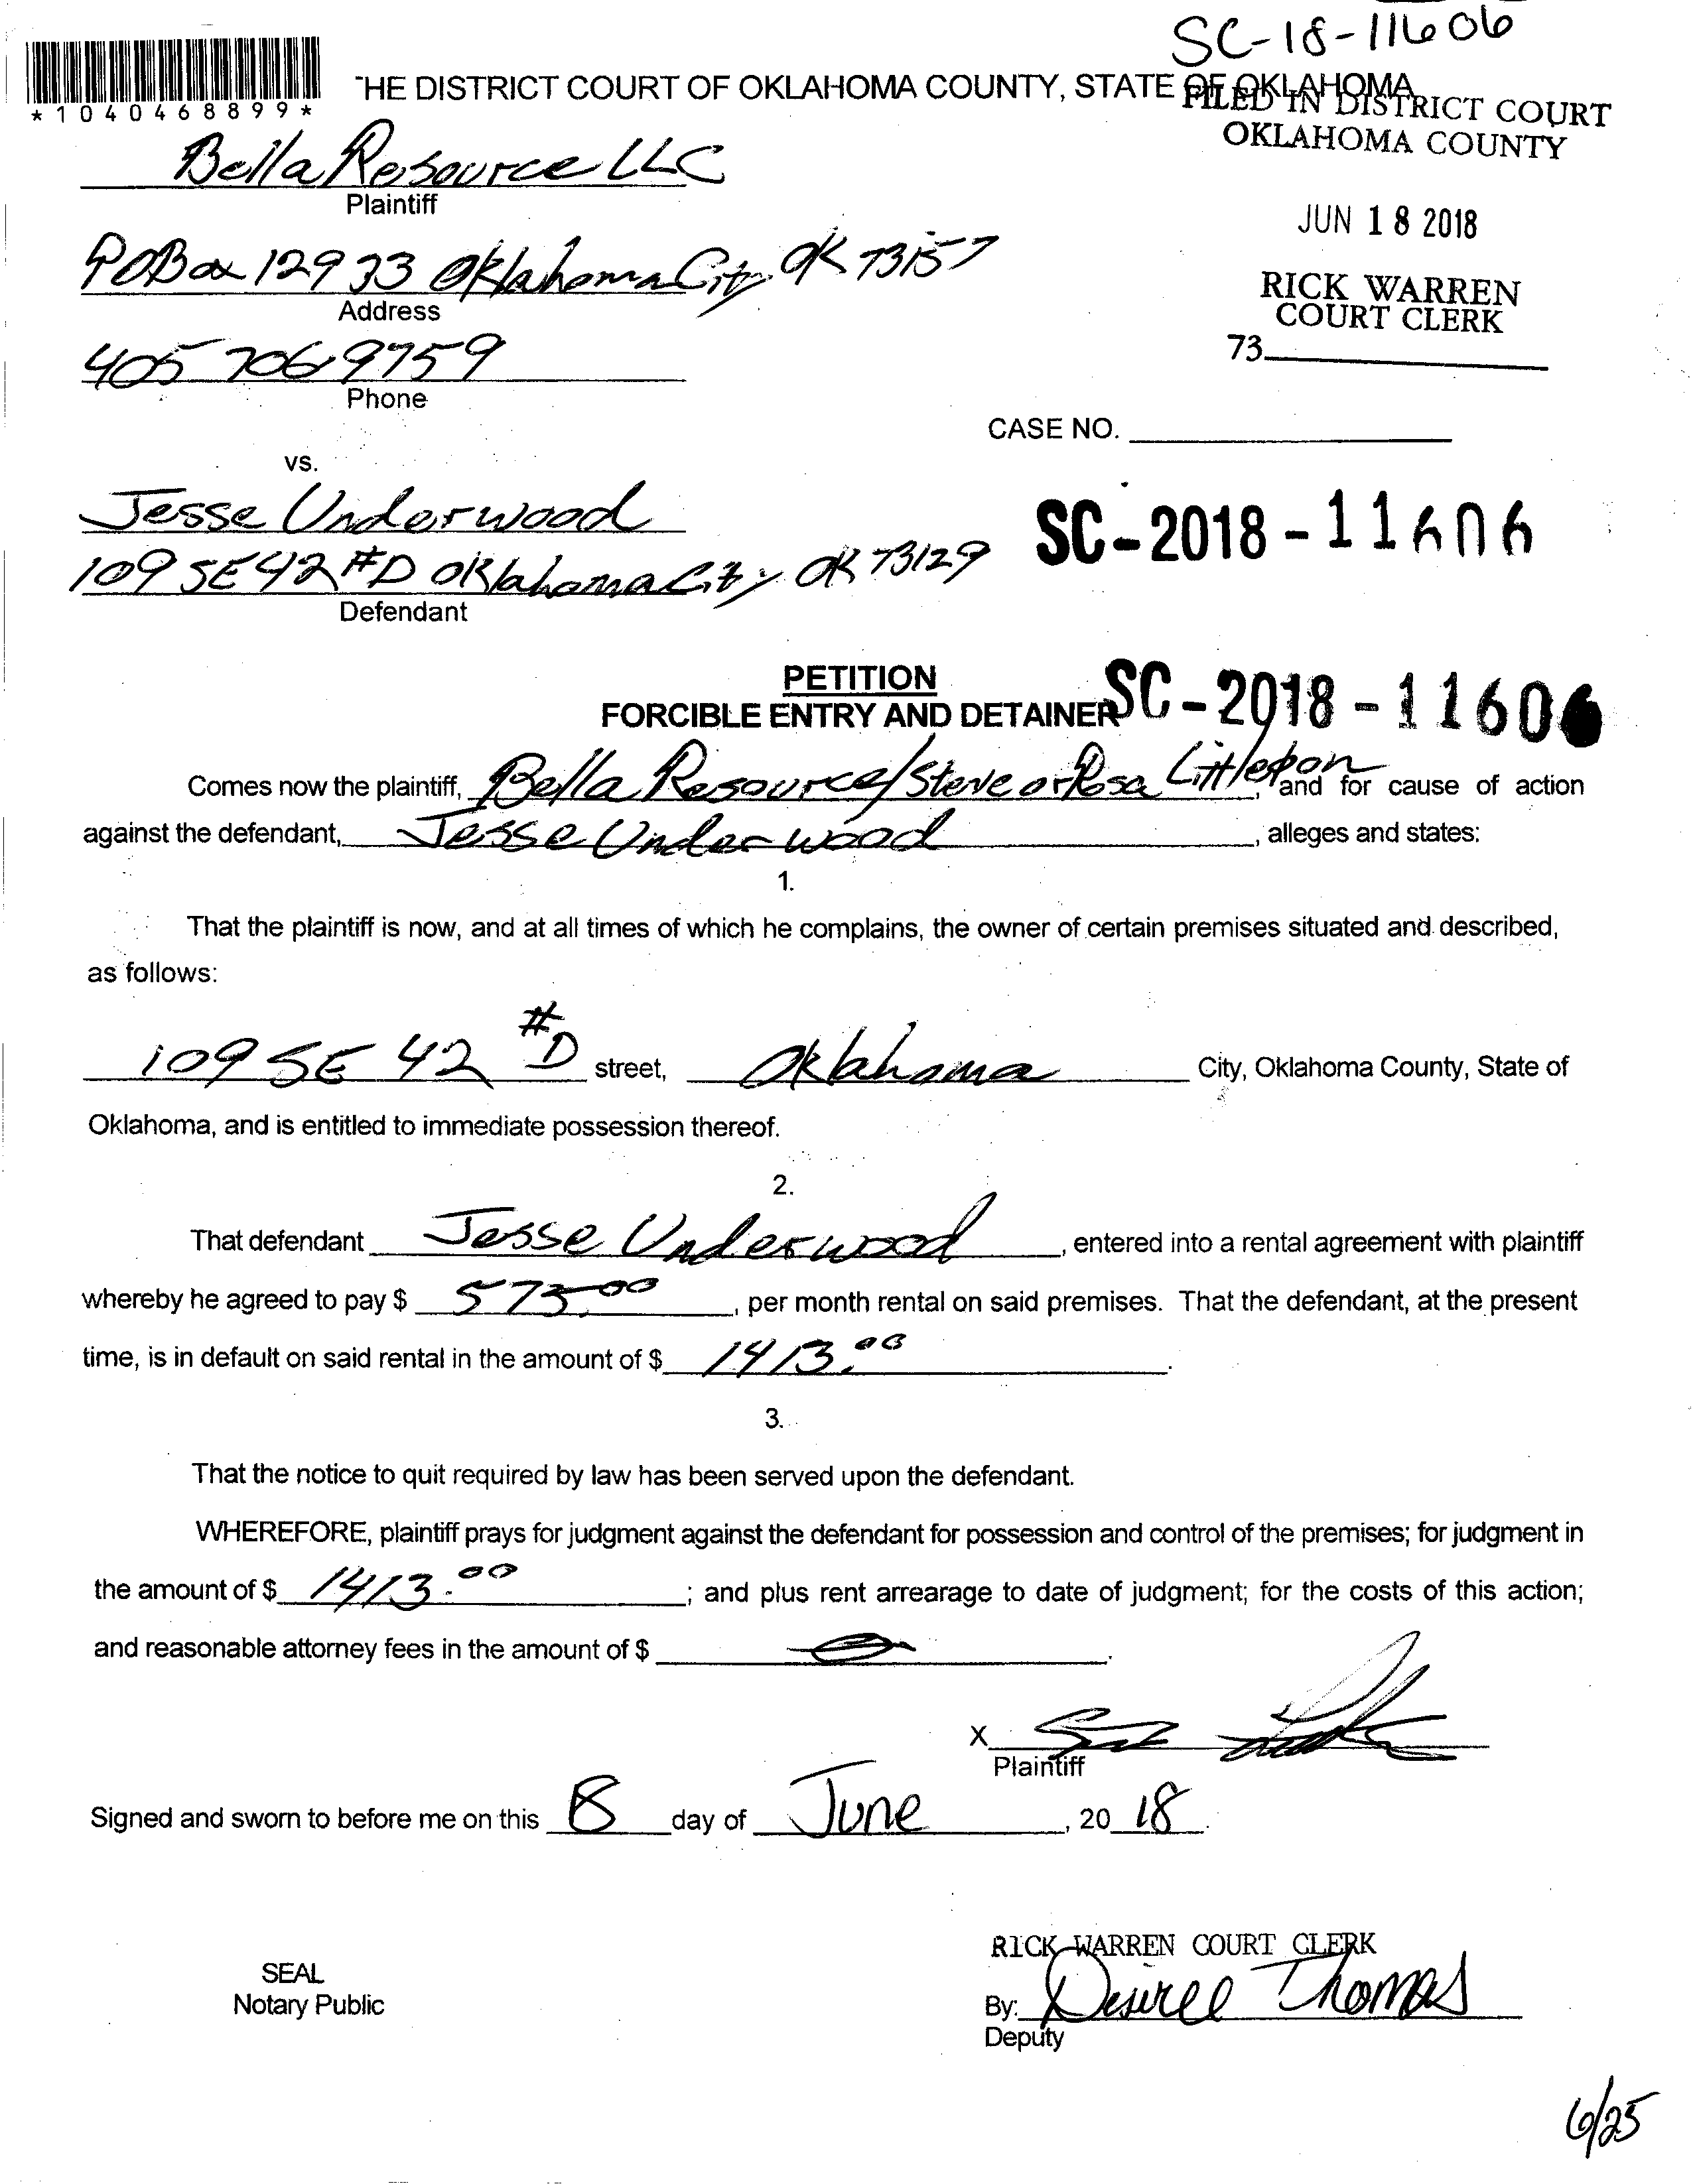 SC-18-11606
*1040468899*
THE DISTRICT COURT OF OKLAHOMA COUNTY, STATE OF OKLAHOMA
FILED IN DISTRICT COURT
OKLAHOMA COUNTY
Bella Resource LLC
Plaintiff
JUN 18 2018
PO Box 12933 Oklahoma City OK 73157
Address
RICK WARREN
COURT CLERK
73
405 706 9759
Phone
CASE NO.
vs.
Jesse Underwood
SC-2018-11606
109 SE 42 #D Oklahoma City OK 73129
Defendant
PETITION
FORCIBLE ENTRY AND DETAINER SC-2018-11606
Comes now the plaintiff, Bella Resource/Steve or Rosa Littlepon, and for cause of action
against the defendant, Jesse Underwood, alleges and states:
1.
That the plaintiff is now, and at all times of which he complains, the owner of certain premises situated and described,
as follows:
109 SE 42 #D street, Oklahoma City, Oklahoma County, State of
Oklahoma, and is entitled to immediate possession thereof.
2.
That defendant Jesse Underwood, entered into a rental agreement with plaintiff
whereby he agreed to pay $ 573.00, per month rental on said premises. That the defendant, at the present
time, is in default on said rental in the amount of $ 1413.00.
3.
That the notice to quit required by law has been served upon the defendant.
WHEREFORE, plaintiff prays for judgment against the defendant for possession and control of the premises; for judgment in
the amount of $ 1413.00; and plus rent arrearage to date of judgment; for the costs of this action;
and reasonable attorney fees in the amount of $ 0.
X
Plaintiff
Signed and sworn to before me on this 8 day of June, 20 18.
RICK WARREN COURT CLERK
SEAL
Notary Public
By: Desiree Thomas
Deputy
6/25